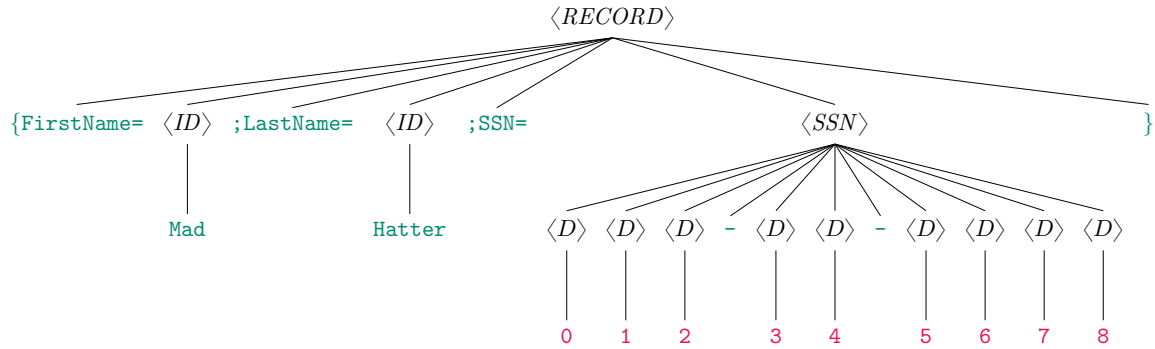 ⟨RECORD⟩
{FirstName= ⟨ID⟩ ;LastName= ⟨ID⟩ ;SSN= ⟨SSN⟩ }
Mad Hatter ⟨D⟩ ⟨D⟩ ⟨D⟩ - ⟨D⟩ ⟨D⟩ - ⟨D⟩ ⟨D⟩ ⟨D⟩ ⟨D⟩
0 1 2 3 4 5 6 7 8